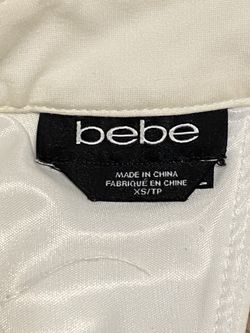 bebe
MADE IN CHINA
FABRIQUÉ EN CHINE
XS/TP